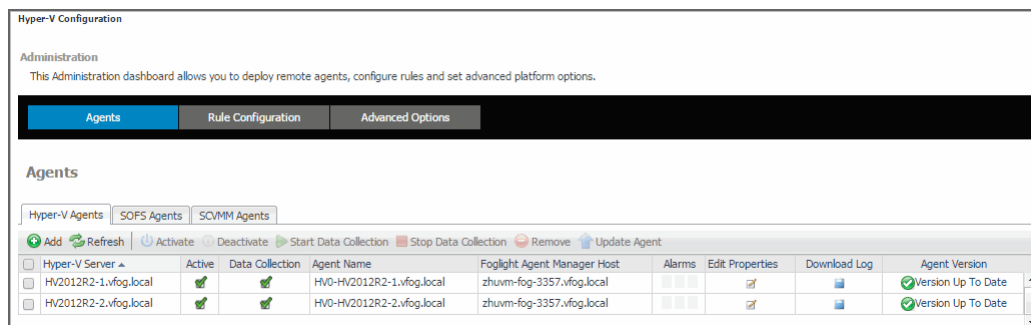 Hyper-V Configuration
Administration
This Administration dashboard allows you to deploy remote agents, configure rules and set advanced platform options.
Agents Rule Configuration Advanced Options
Agents
Hyper-V Agents SOFS Agents SCVMM Agents
Add Refresh Activate Deactivate Start Data Collection Stop Data Collection Remove Update Agent
Hyper-V Server Active Data Collection Agent Name Foglight Agent Manager Host Alarms Edit Properties Download Log Agent Version
HV2012R2-1.vfog.local HV0-HV2012R2-1.vfog.local zhuvm-fog-3357.vfog.local Version Up To Date
HV2012R2-2.vfog.local HV0-HV2012R2-2.vfog.local zhuvm-fog-3357.vfog.local Version Up To Date